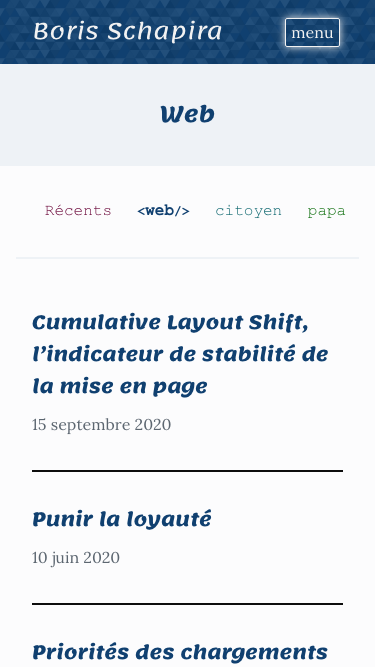 Boris Schapira
menu
Web
Récents <web/> citoyen papa
Cumulative Layout Shift,
l’indicateur de stabilité de
la mise en page
15 septembre 2020
Punir la loyauté
10 juin 2020
Priorités des chargements